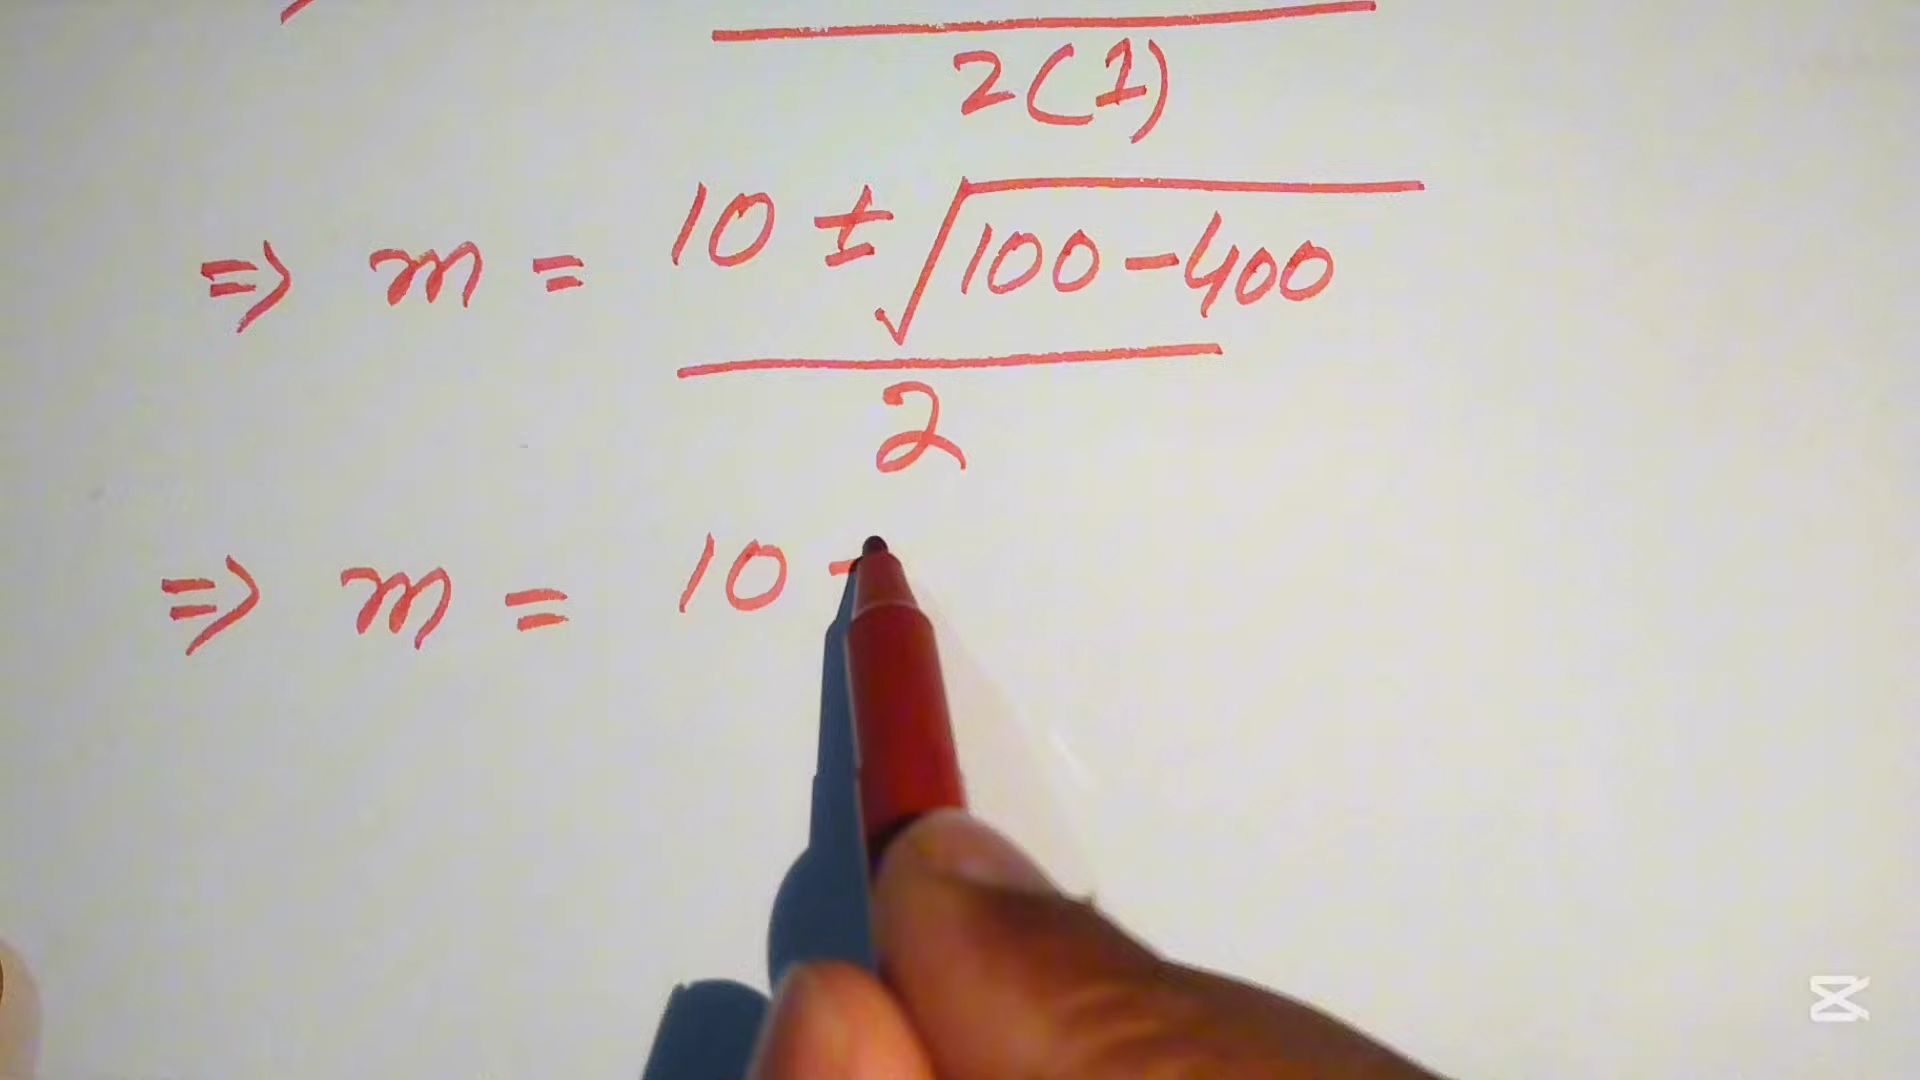 2(1)
=> m = 10 ± √100-400
2
=> m = 10 -